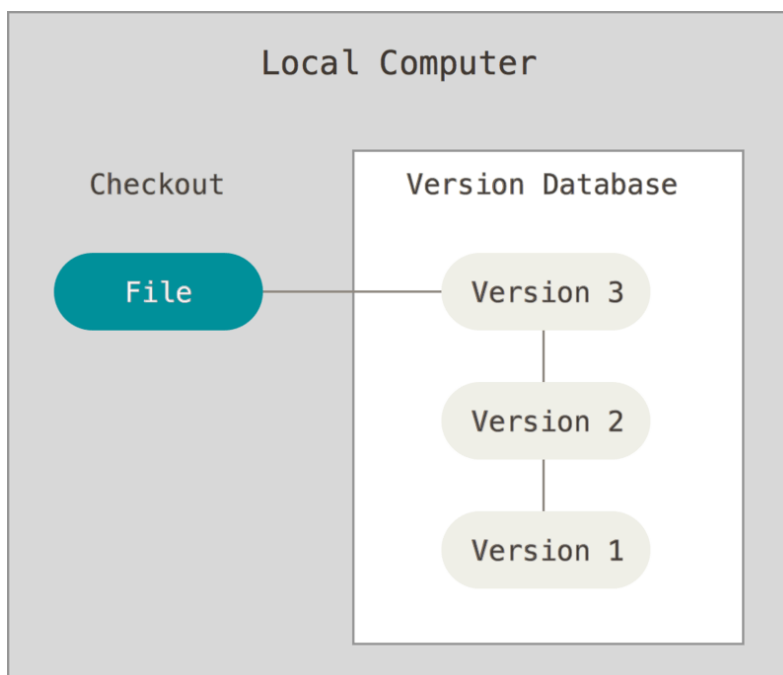 Local Computer
Checkout
Version Database
File
Version 3
Version 2
Version 1